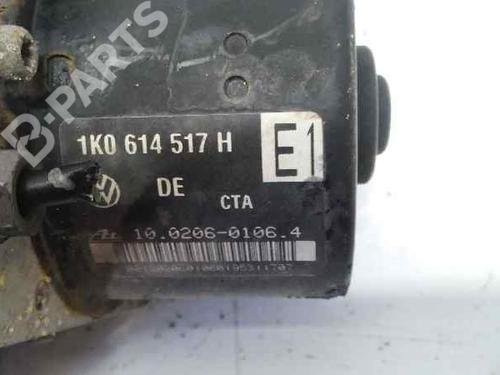 B-PARTS
1K0 614 517 H
E1
DE
CTA
10.0206-0106.4